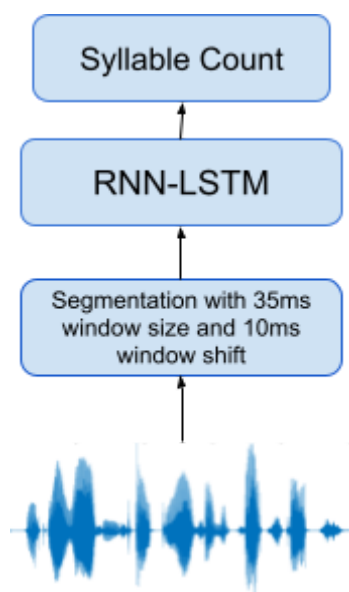 Syllable Count
RNN-LSTM
Segmentation with 35ms
window size and 10ms
window shift